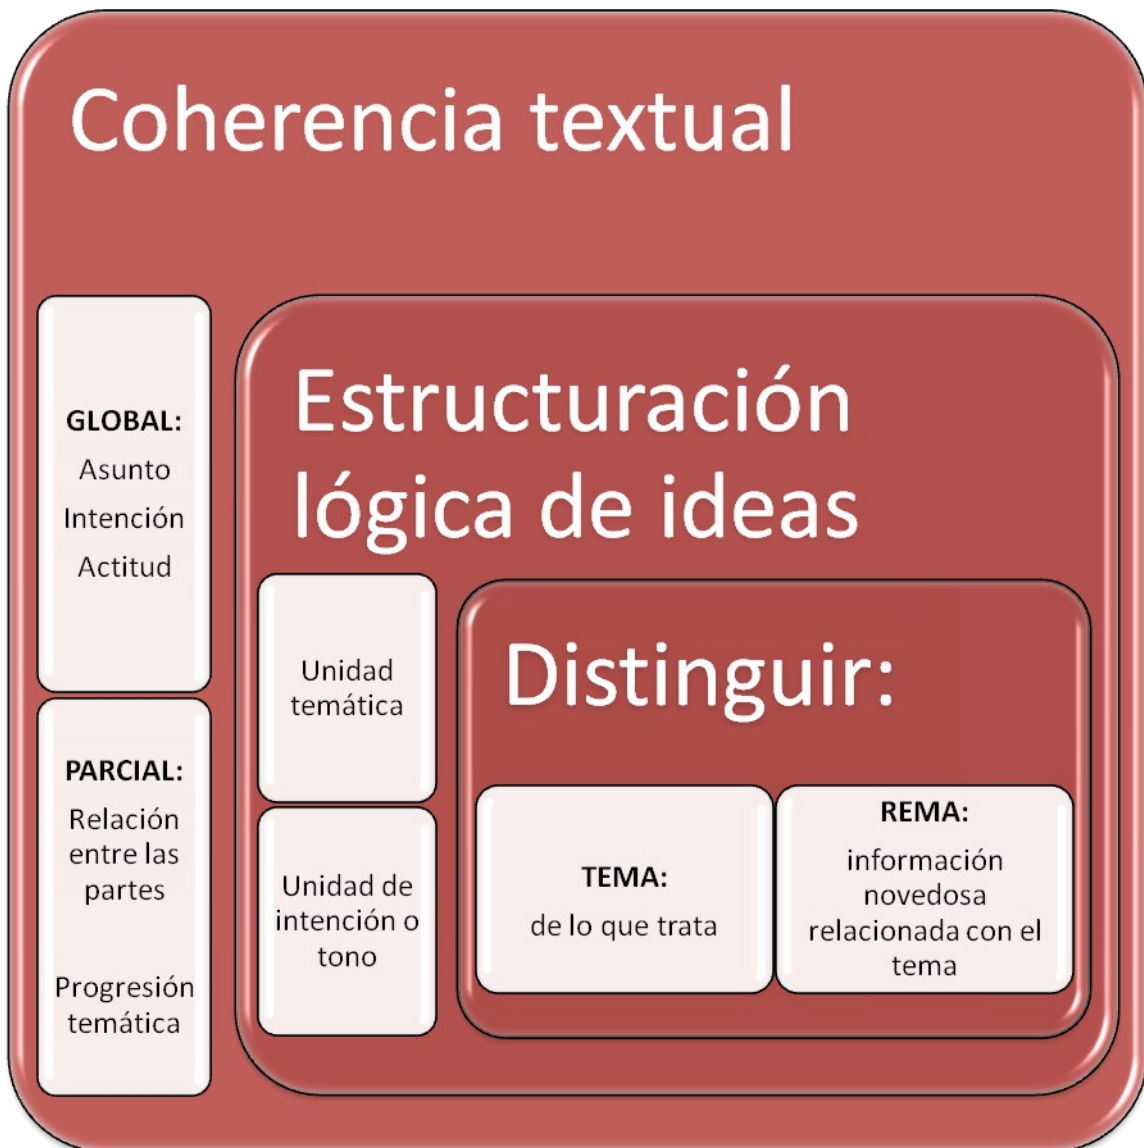 Coherencia textual
GLOBAL:
Asunto
Intención
Actitud
PARCIAL:
Relación
entre las
partes
Progresión
temática
Estructuración
lógica de ideas
Unidad
temática
Unidad de
intención o
tono
Distinguir:
TEMA:
de lo que trata
REMA:
información
novedosa
relacionada con el
tema